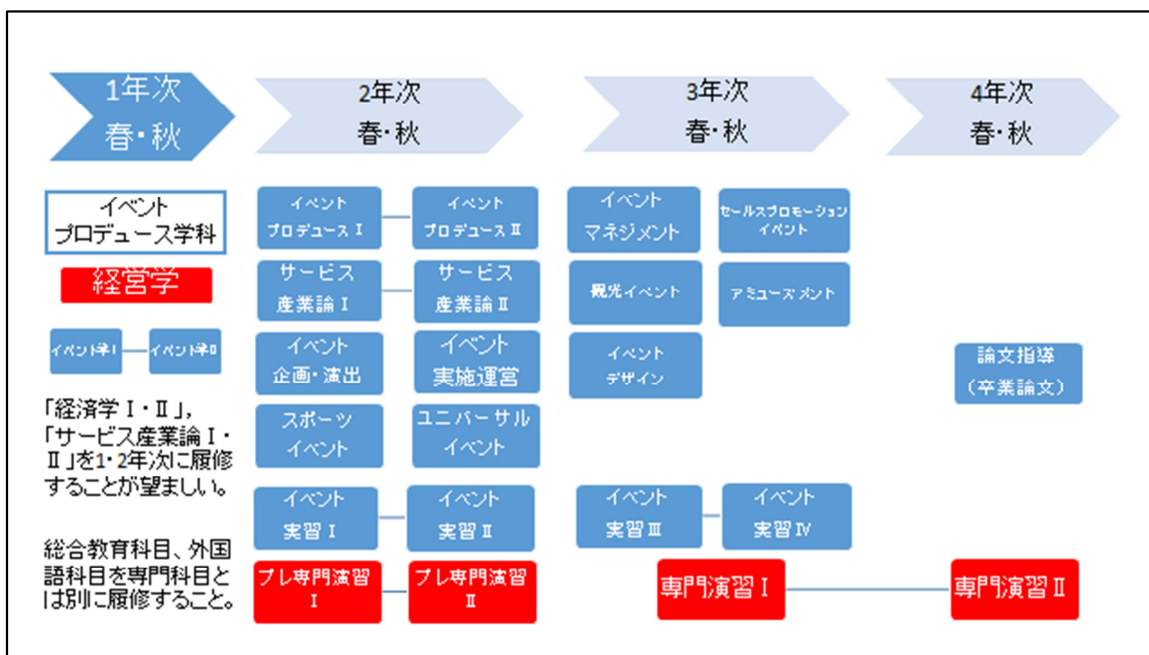 1年次
春・秋
2年次
春・秋
3年次
春・秋
4年次
春・秋
イベント
プロデュース学科
経営学
イベント学Ⅰ
イベント学Ⅱ
「経済学Ⅰ・Ⅱ」,
「サービス産業論Ⅰ・
Ⅱ」を1・2年次に履修
することが望ましい。
総合教育科目、外国
語科目を専門科目と
は別に履修すること。
イベント
プロデュースⅠ
イベント
プロデュースⅡ
サービス
産業論Ⅰ
サービス
産業論Ⅱ
イベント
企画・演出
イベント
実施運営
スポーツ
イベント
ユニバーサル
イベント
イベント
実習Ⅰ
イベント
実習Ⅱ
プレ専門演習
Ⅰ
プレ専門演習
Ⅱ
イベント
マネジメント
セールスプロモーション
イベント
観光イベント
アミューズメント
イベント
デザイン
イベント
実習Ⅲ
イベント
実習Ⅳ
専門演習Ⅰ
論文指導
（卒業論文）
専門演習Ⅱ